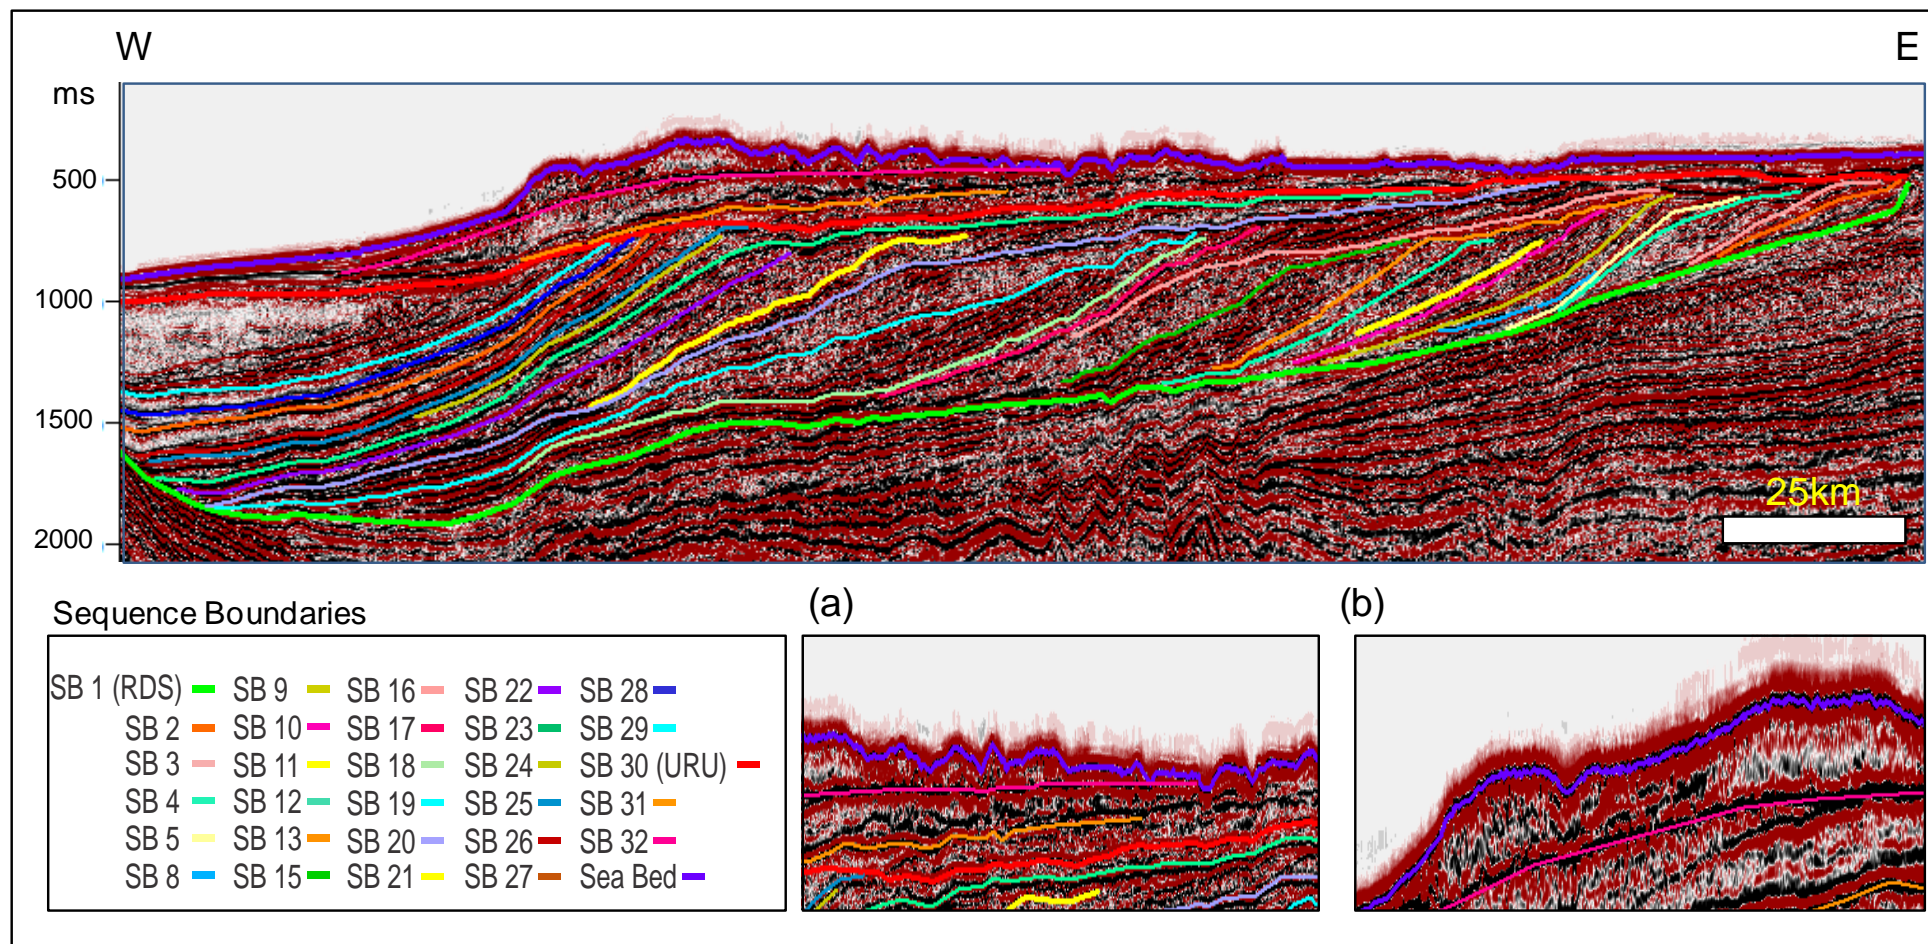 W E
ms
500
1000
1500
2000
25km
Sequence Boundaries
(a) (b)
SB 1 (RDS) SB 9 SB 16 SB 22 SB 28
SB 2 SB 10 SB 17 SB 23 SB 29
SB 3 SB 11 SB 18 SB 24 SB 30 (URU)
SB 4 SB 12 SB 19 SB 25 SB 31
SB 5 SB 13 SB 20 SB 26 SB 32
SB 8 SB 15 SB 21 SB 27 Sea Bed